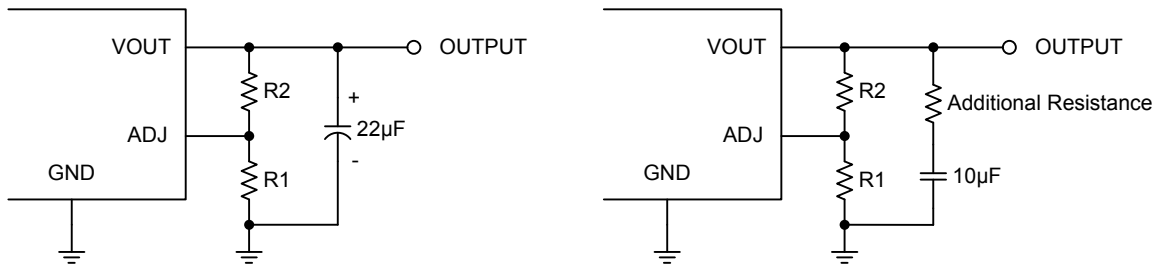 VOUT
OUTPUT
R2
+
22µF
-
ADJ
R1
GND
VOUT
OUTPUT
R2
Additional Resistance
ADJ
R1
10µF
GND